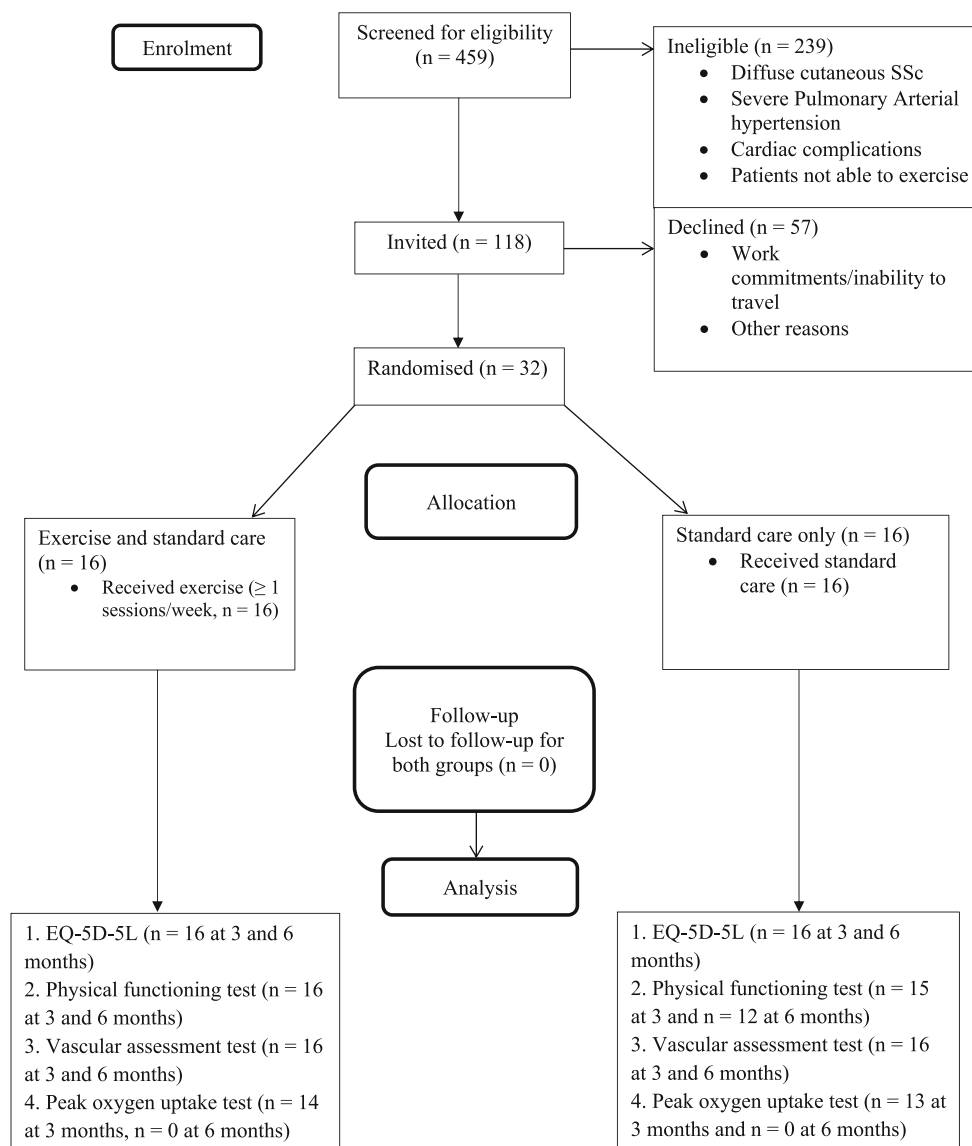 Enrolment
Screened for eligibility
(n = 459)
Ineligible (n = 239)
• Diffuse cutaneous SSc
• Severe Pulmonary Arterial
hypertension
• Cardiac complications
• Patients not able to exercise
Invited (n = 118)
Declined (n = 57)
• Work
commitments/inability to
travel
• Other reasons
Randomised (n = 32)
Allocation
Exercise and standard care
(n = 16)
• Received exercise (≥ 1
sessions/week, n = 16)
Standard care only (n = 16)
• Received standard
care (n = 16)
Follow-up
Lost to follow-up for
both groups (n = 0)
Analysis
1. EQ-5D-5L (n = 16 at 3 and 6
months)
2. Physical functioning test (n = 16
at 3 and 6 months)
3. Vascular assessment test (n = 16
at 3 and 6 months)
4. Peak oxygen uptake test (n = 14
at 3 months, n = 0 at 6 months)
1. EQ-5D-5L (n = 16 at 3 and 6
months)
2. Physical functioning test (n = 15
at 3 and n = 12 at 6 months)
3. Vascular assessment test (n = 16
at 3 and 6 months)
4. Peak oxygen uptake test (n = 13 at
3 months and n = 0 at 6 months)